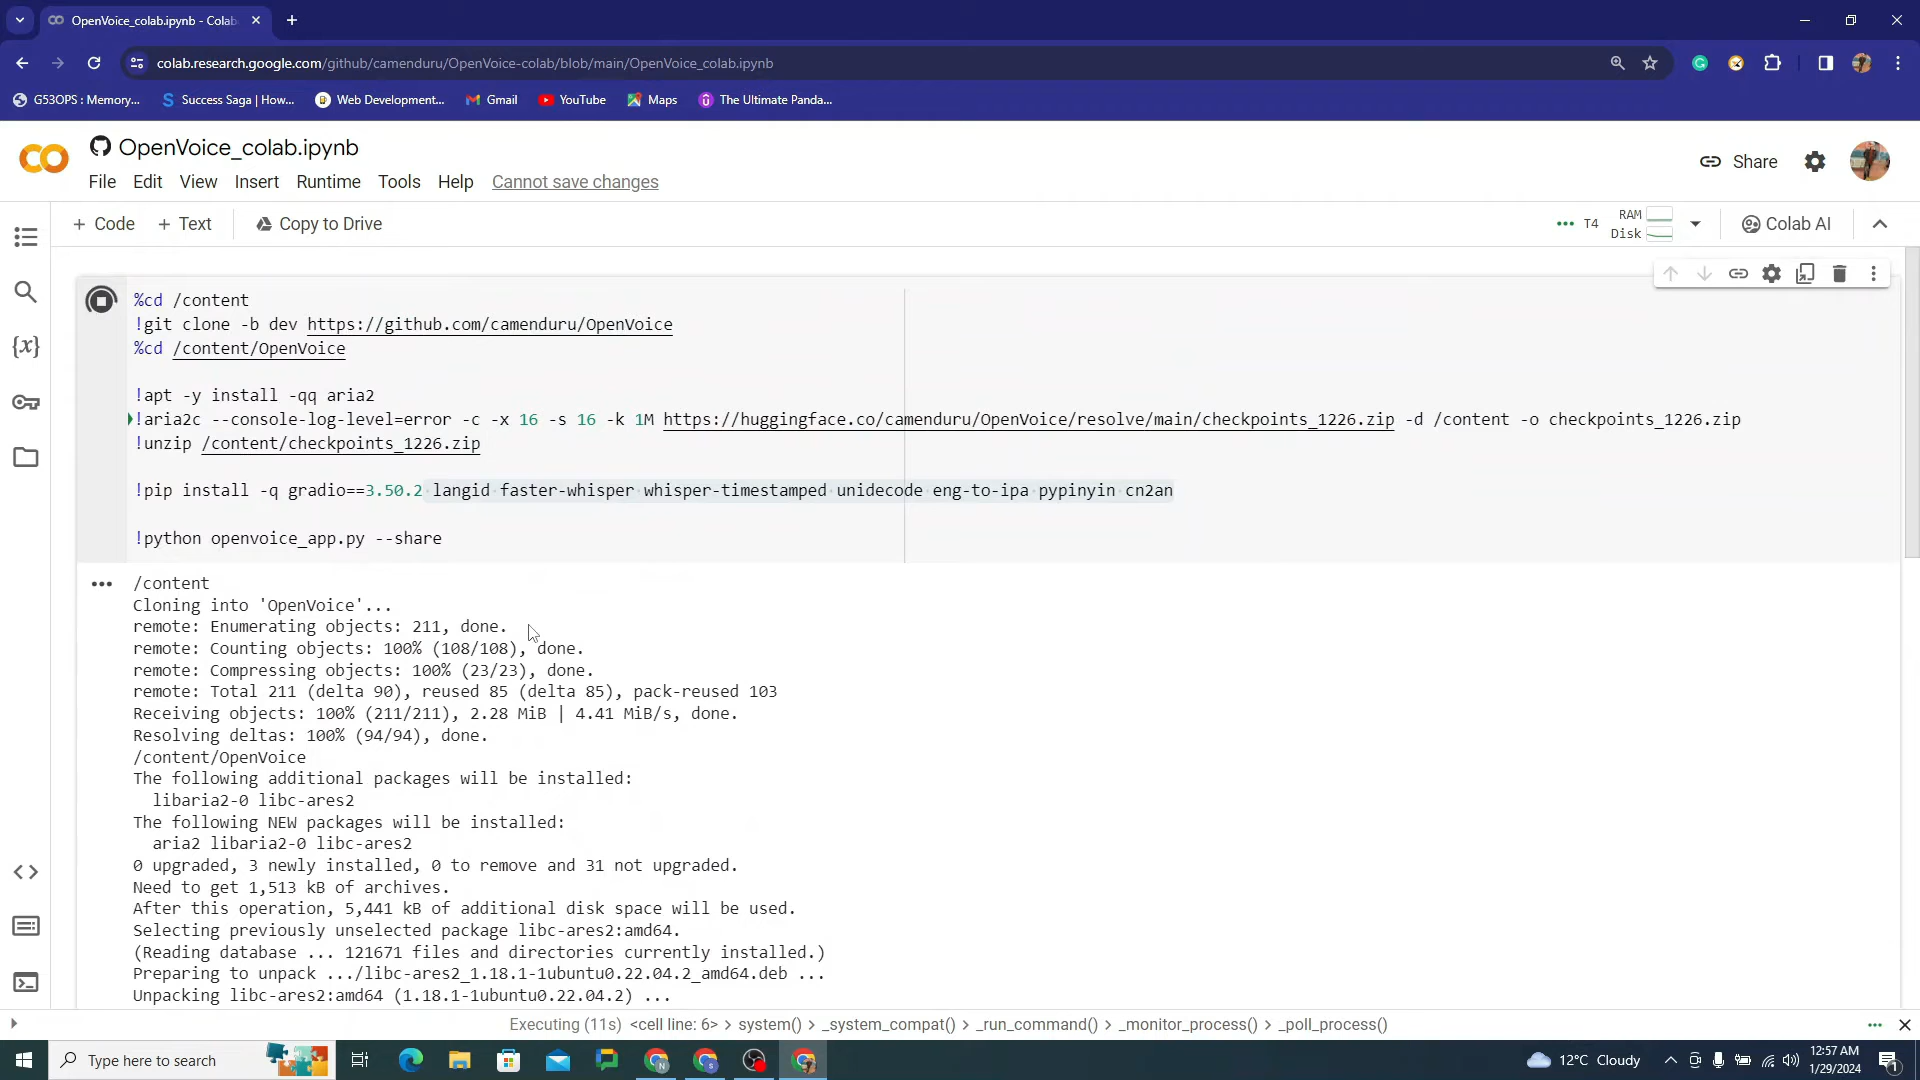 OpenVoice_colab.ipynb - Colab
colab.research.google.com/github/camenduru/OpenVoice-colab/blob/main/OpenVoice_colab.ipynb
G53OPS : Memory... Success Saga | How... Web Development... Gmail YouTube Maps The Ultimate Panda...
OpenVoice_colab.ipynb
Share
File Edit View Insert Runtime Tools Help Cannot save changes
+ Code + Text Copy to Drive
T4 RAM Disk Colab AI
%cd /content
!git clone -b dev https://github.com/camenduru/OpenVoice
%cd /content/OpenVoice
!apt -y install -qq aria2
!aria2c --console-log-level=error -c -x 16 -s 16 -k 1M https://huggingface.co/camenduru/OpenVoice/resolve/main/checkpoints_1226.zip -d /content -o checkpoints_1226.zip
!unzip /content/checkpoints_1226.zip
!pip install -q gradio==3.50.2 langid faster-whisper whisper-timestamped unidecode eng-to-ipa pypinyin cn2an
!python openvoice_app.py --share
/content
Cloning into 'OpenVoice'...
remote: Enumerating objects: 211, done.
remote: Counting objects: 100% (108/108), done.
remote: Compressing objects: 100% (23/23), done.
remote: Total 211 (delta 90), reused 85 (delta 85), pack-reused 103
Receiving objects: 100% (211/211), 2.28 MiB | 4.41 MiB/s, done.
Resolving deltas: 100% (94/94), done.
/content/OpenVoice
The following additional packages will be installed:
libaria2-0 libc-ares2
The following NEW packages will be installed:
aria2 libaria2-0 libc-ares2
0 upgraded, 3 newly installed, 0 to remove and 31 not upgraded.
Need to get 1,513 kB of archives.
After this operation, 5,441 kB of additional disk space will be used.
Selecting previously unselected package libc-ares2:amd64.
(Reading database ... 121671 files and directories currently installed.)
Preparing to unpack .../libc-ares2_1.18.1-1ubuntu0.22.04.2_amd64.deb ...
Unpacking libc-ares2:amd64 (1.18.1-1ubuntu0.22.04.2) ...
Executing (11s) <cell line: 6> > system() > _system_compat() > _run_command() > _monitor_process() > _poll_process()
Type here to search
12°C Cloudy
12:57 AM
1/29/2024